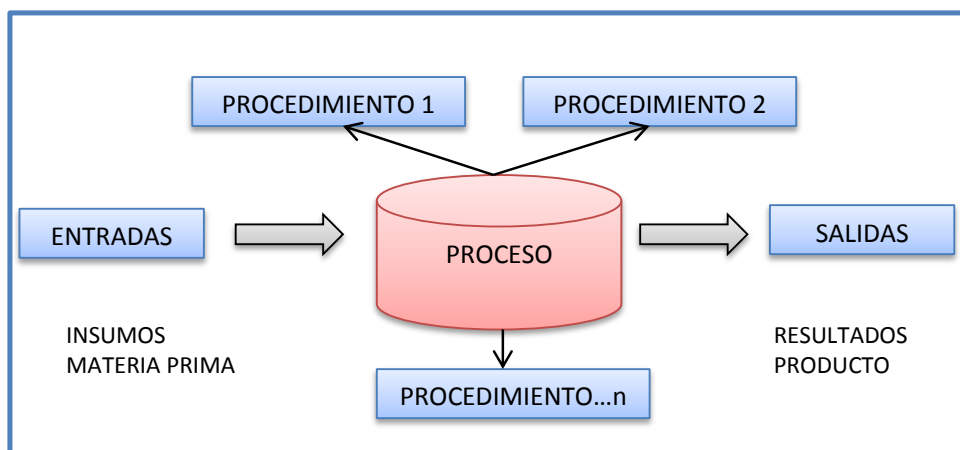 PROCEDIMIENTO 1
PROCEDIMIENTO 2
ENTRADAS
PROCESO
SALIDAS
INSUMOS
MATERIA PRIMA
RESULTADOS
PRODUCTO
PROCEDIMIENTO...n